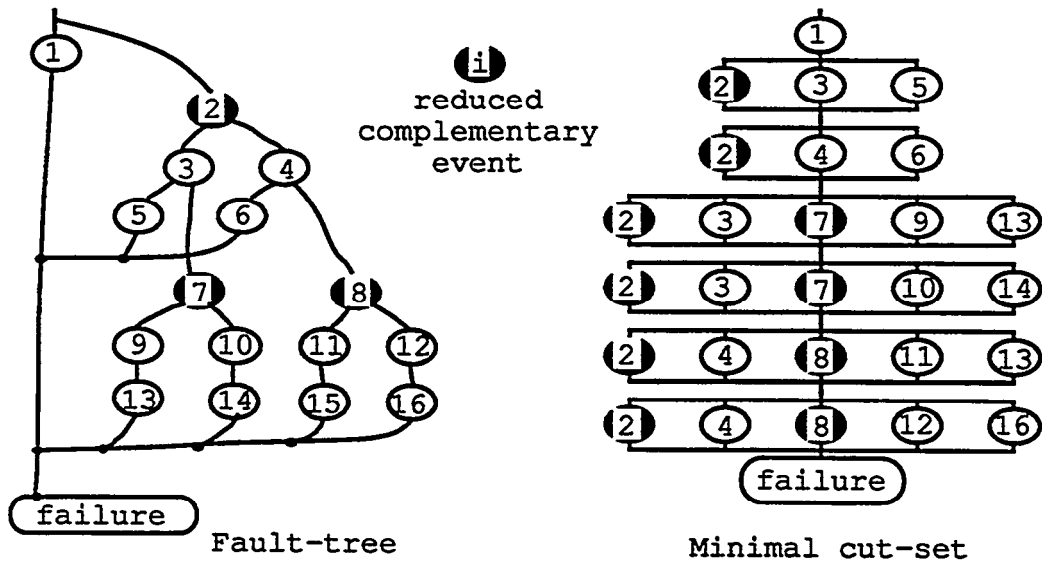 1
2
3 4
5 6
7 8
9 10 11 12
13 14 15 16
failure
Fault-tree
i
reduced
complementary
event
1
2 3 5
2 4 6
2 3 7 9 13
2 3 7 10 14
2 4 8 11 13
2 4 8 12 16
failure
Minimal cut-set